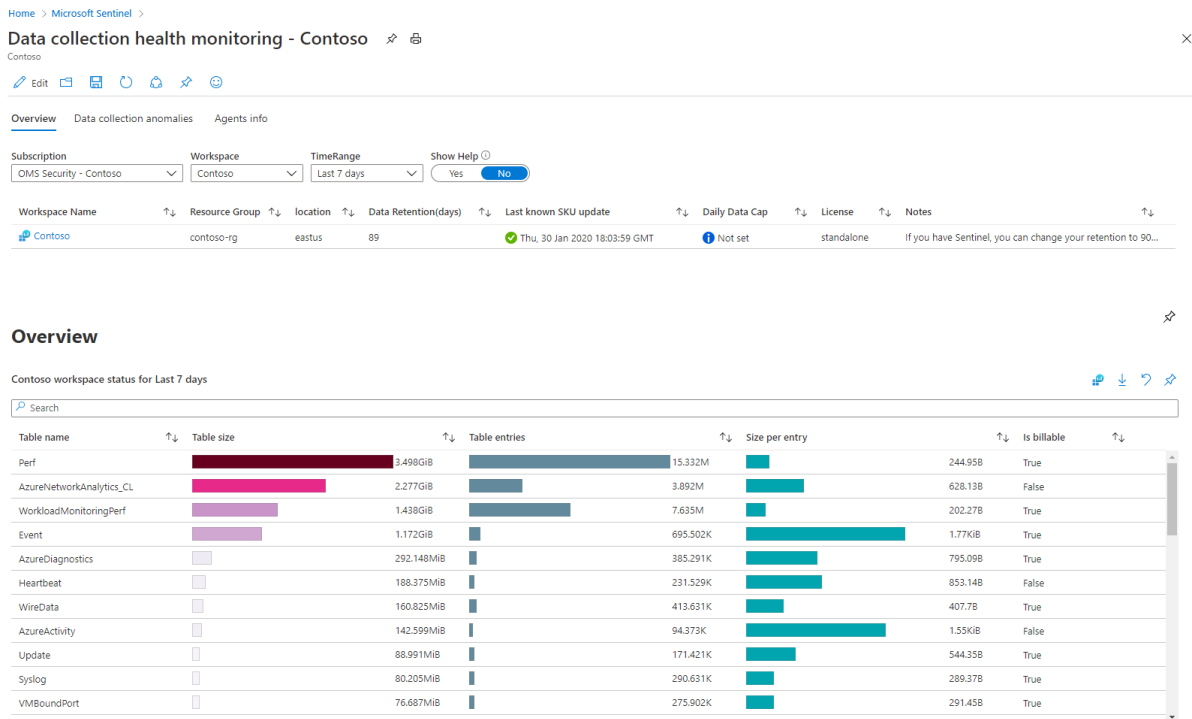 Home > Microsoft Sentinel >
Data collection health monitoring - Contoso
Contoso
Edit
Overview Data collection anomalies Agents info
Subscription Workspace TimeRange Show Help
OMS Security - Contoso Contoso Last 7 days Yes No
Workspace Name Resource Group location Data Retention(days) Last known SKU update Daily Data Cap License Notes
Contoso contoso-rg eastus 89 Thu, 30 Jan 2020 18:03:59 GMT Not set standalone If you have Sentinel, you can change your retention to 90...
Overview
Contoso workspace status for Last 7 days
Search
Table name Table size Table entries Size per entry Is billable
Perf 3.498GiB 15.332M 244.95B True
AzureNetworkAnalytics_CL 2.277GiB 3.892M 628.13B False
WorkloadMonitoringPerf 1.438GiB 7.635M 202.27B True
Event 1.172GiB 695.502K 1.77KiB True
AzureDiagnostics 292.148MiB 385.291K 795.09B True
Heartbeat 188.375MiB 231.529K 853.14B False
WireData 160.825MiB 413.631K 407.7B True
AzureActivity 142.599MiB 94.373K 1.55KiB False
Update 88.991MiB 171.421K 544.35B True
Syslog 80.205MiB 290.631K 289.37B True
VMBoundPort 76.687MiB 275.902K 291.45B True